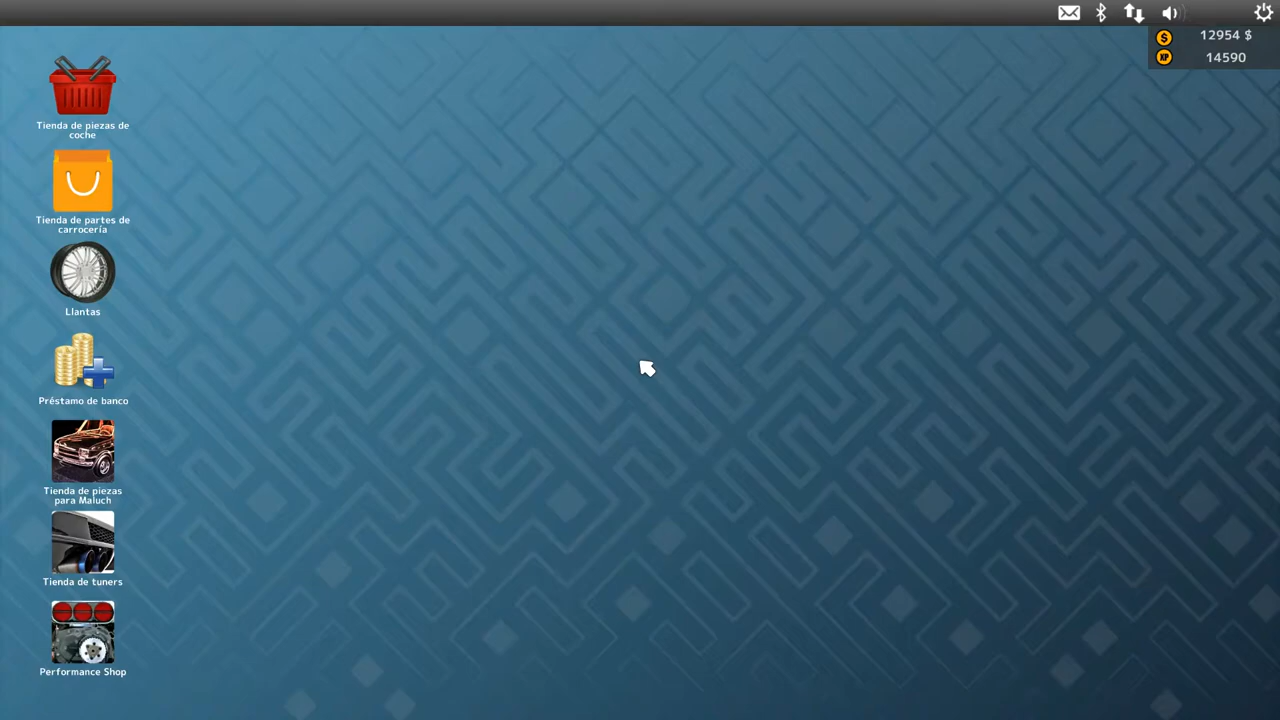 12954 $
XP 14590
Tienda de piezas de
coche
Tienda de partes de
carrocería
Llantas
Préstamo de banco
Tienda de piezas
para Maluch
Tienda de tuners
Performance Shop